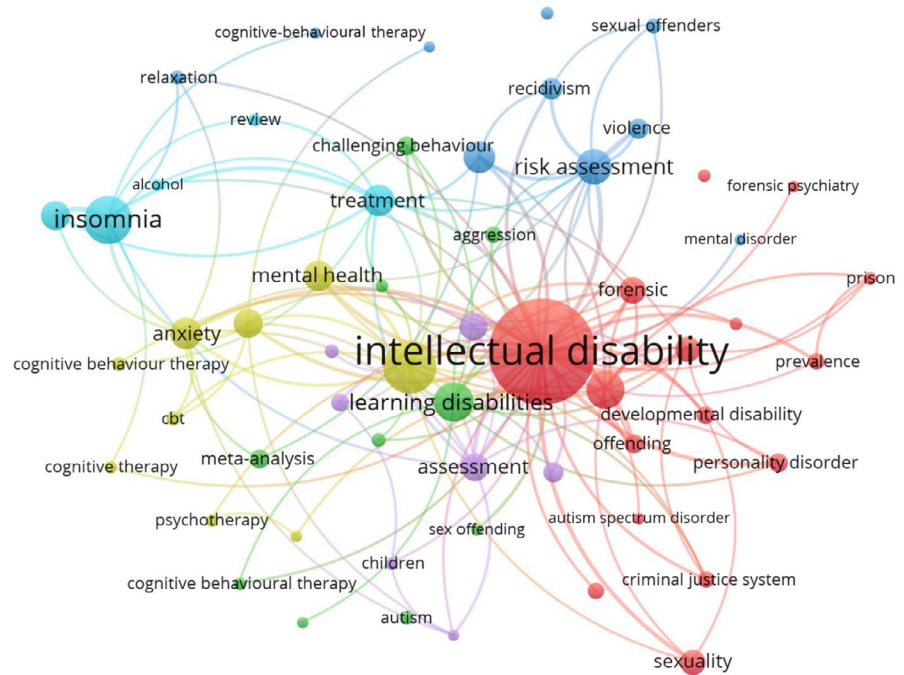 sexual offenders
cognitive-behavioural therapy
relaxation
recidivism
review
violence
challenging behaviour
risk assessment
alcohol
forensic psychiatry
treatment
insomnia
aggression
mental disorder
mental health
prison
forensic
anxiety
intellectual disability
cognitive behaviour therapy
prevalence
learning disabilities
developmental disability
cbt
offending
meta-analysis
personality disorder
cognitive therapy
assessment
psychotherapy
autism spectrum disorder
sex offending
children
criminal justice system
cognitive behavioural therapy
autism
sexuality